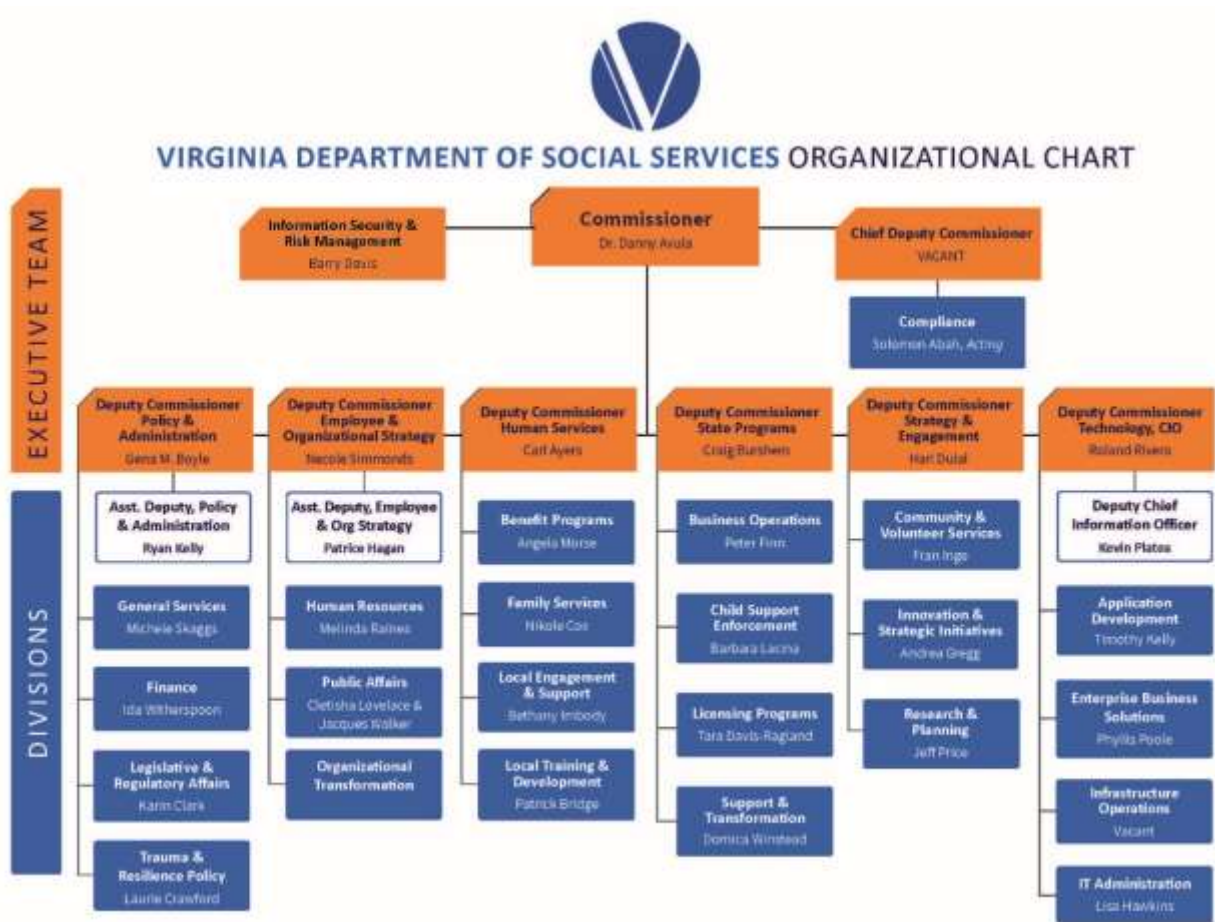 VIRGINIA DEPARTMENT OF SOCIAL SERVICES ORGANIZATIONAL CHART
EXECUTIVE TEAM
Information Security &
Risk Management
Barry Davis
Commissioner
Dr. Danny Avula
Chief Deputy Commissioner
VACANT
Compliance
Solomon Abah, Acting
Deputy Commissioner
Policy &
Administration
Gena M. Boyle
Deputy Commissioner
Employee &
Organizational Strategy
Necole Simmonds
Deputy Commissioner
Human Services
Carl Ayers
Deputy Commissioner
State Programs
Craig Burshem
Deputy Commissioner
Strategy &
Engagement
Hari Dulal
Deputy Commissioner
Technology, CIO
Roland Rivera
DIVISIONS
Asst. Deputy, Policy
& Administration
Ryan Kelly
General Services
Michele Skaggs
Finance
Ida Witherspoon
Legislative &
Regulatory Affairs
Karin Clark
Trauma &
Resilience Policy
Laurie Crawford
Asst. Deputy, Employee
& Org Strategy
Patrice Hagan
Human Resources
Melinda Raines
Public Affairs
Cletisha Lovelace &
Jacques Walker
Organizational
Transformation
Benefit Programs
Angela Morse
Family Services
Nikole Cox
Local Engagement
& Support
Bethany Imbody
Local Training &
Development
Patrick Bridge
Business Operations
Peter Finn
Child Support
Enforcement
Barbara Lacina
Licensing Programs
Tara Davis-Ragland
Support &
Transformation
Domica Winstead
Community &
Volunteer Services
Fran Inge
Innovation &
Strategic Initiatives
Andrea Gregg
Research &
Planning
Jeff Price
Deputy Chief
Information Officer
Kevin Platea
Application
Development
Timothy Kelly
Enterprise Business
Solutions
Phyllis Poole
Infrastructure
Operations
Vacant
IT Administration
Lisa Hawkins